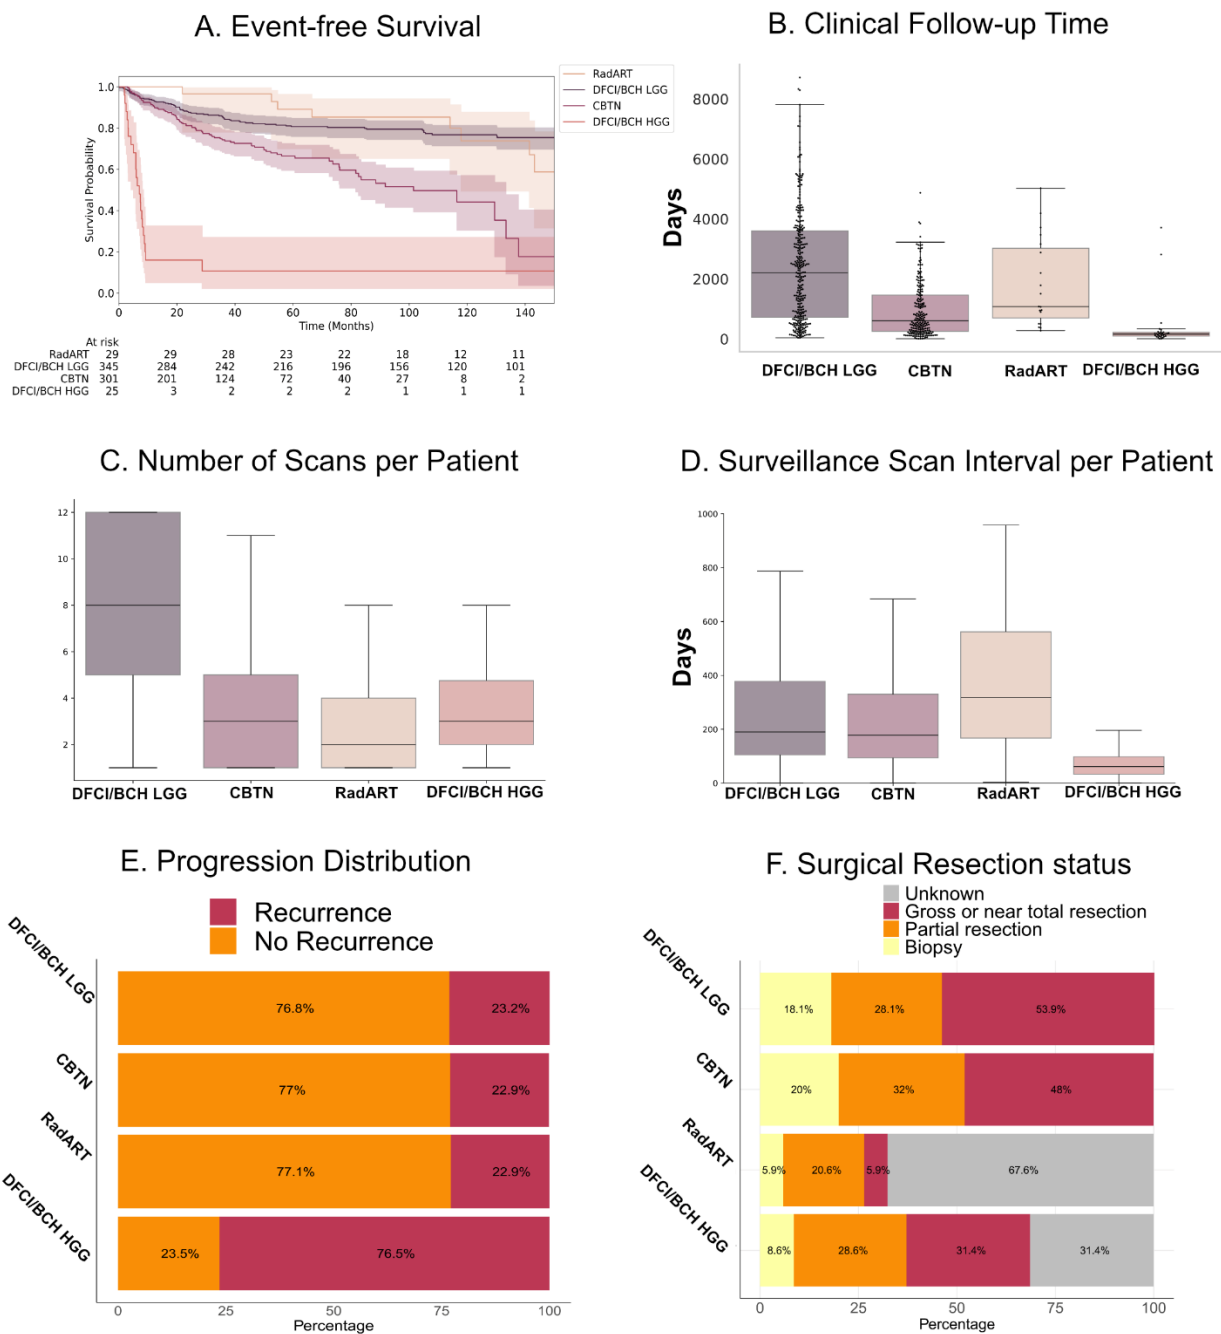 A. Event-free Survival
RadART
DFCI/BCH LGG
CBTN
DFCI/BCH HGG
1.0
0.8
0.6
0.4
0.2
0.0
Survival Probability
0 20 40 60 80 100 120 140
Time (Months)
At risk
RadART 29 29 28 23 22 18 12 11
DFCI/BCH LGG 345 284 242 216 196 156 120 101
CBTN 301 201 124 72 40 27 8 2
DFCI/BCH HGG 25 3 2 2 2 1 1 1
B. Clinical Follow-up Time
8000
6000
4000
2000
0
Days
DFCI/BCH LGG CBTN RadART DFCI/BCH HGG
C. Number of Scans per Patient
12
10
8
6
4
2
DFCI/BCH LGG CBTN RadART DFCI/BCH HGG
D. Surveillance Scan Interval per Patient
1000
800
600
400
200
0
Days
DFCI/BCH LGG CBTN RadART DFCI/BCH HGG
E. Progression Distribution
Recurrence
No Recurrence
DFCI/BCH LGG
76.8% 23.2%
CBTN
77% 22.9%
RadART
77.1% 22.9%
DFCI/BCH HGG
23.5% 76.5%
0 25 50 75 100
Percentage
F. Surgical Resection status
Unknown
Gross or near total resection
Partial resection
Biopsy
DFCI/BCH LGG
18.1% 28.1% 53.9%
CBTN
20% 32% 48%
RadART
5.9% 20.6% 5.9% 67.6%
DFCI/BCH HGG
8.6% 28.6% 31.4% 31.4%
0 25 50 75 100
Percentage